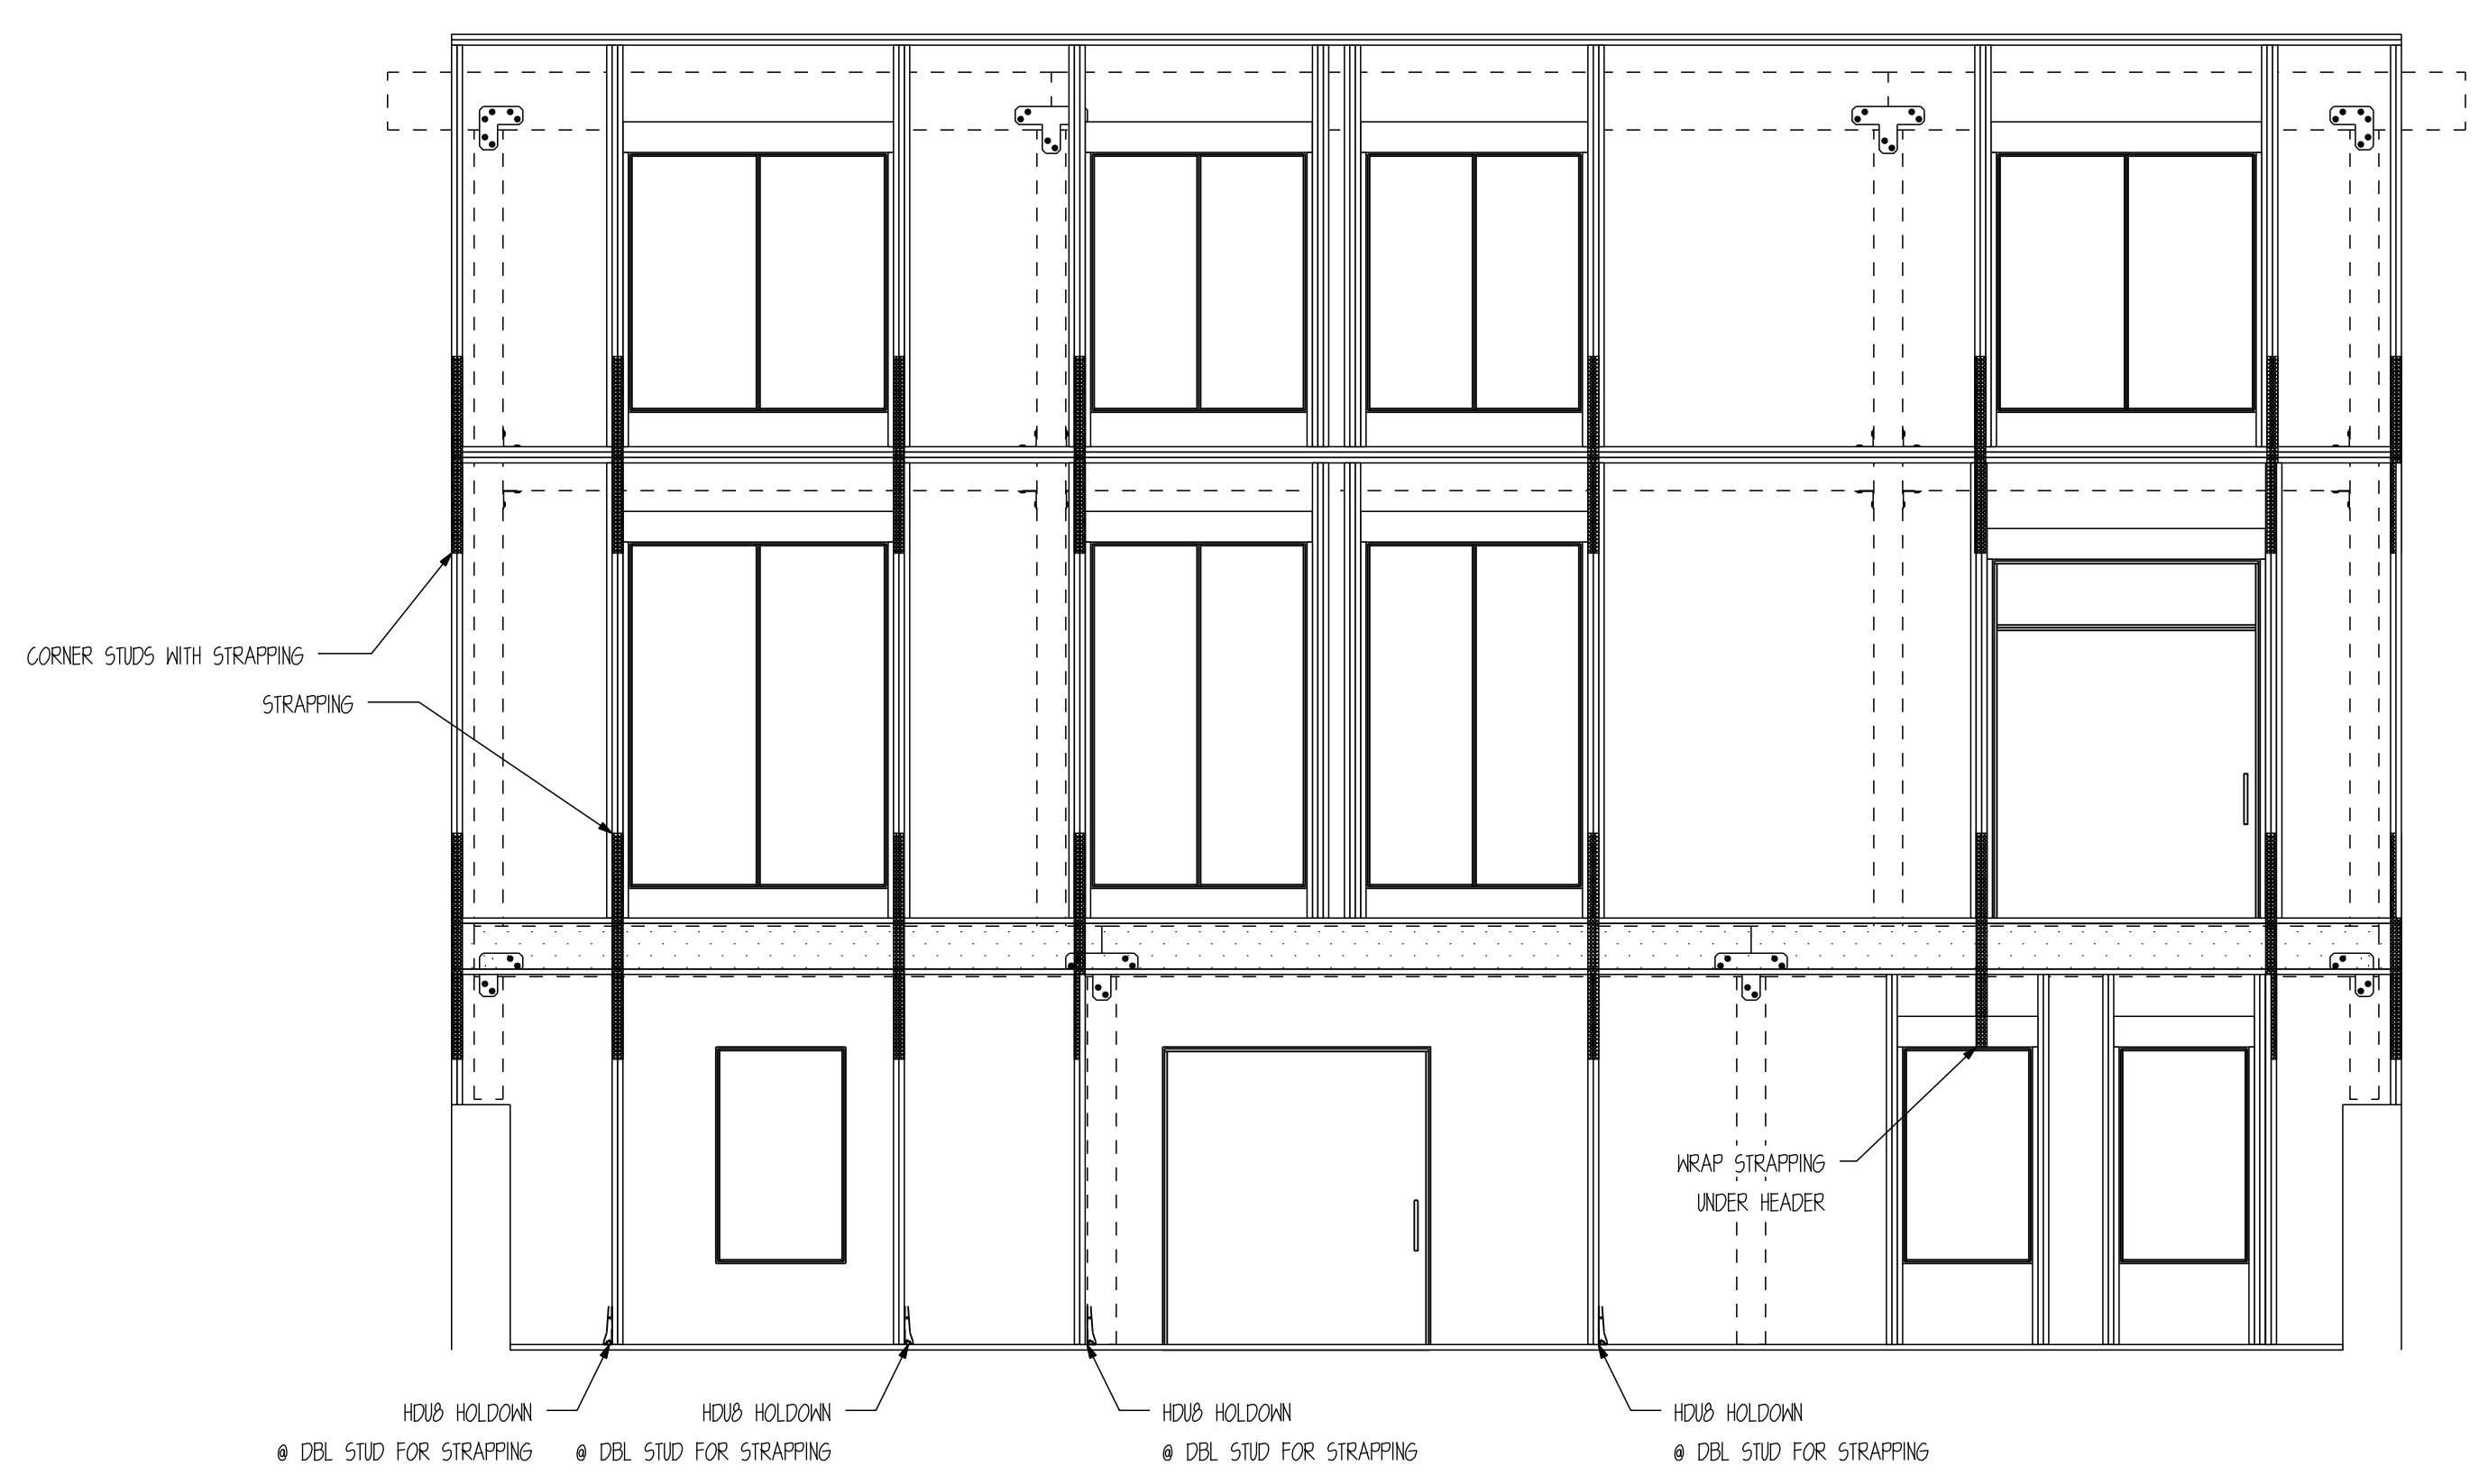 CORNER STUDS WITH STRAPPING
STRAPPING
WRAP STRAPPING
UNDER HEADER
HDU8 HOLDOWN
@ DBL STUD FOR STRAPPING
HDU8 HOLDOWN
@ DBL STUD FOR STRAPPING
HDU8 HOLDOWN
@ DBL STUD FOR STRAPPING
HDU8 HOLDOWN
@ DBL STUD FOR STRAPPING